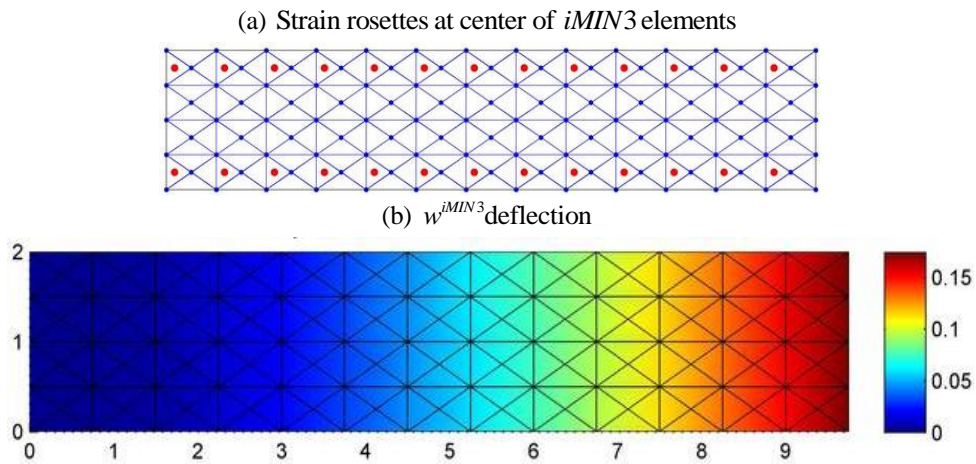 (a) Strain rosettes at center of iMIN3 elements
(b) w^{iMIN3} deflection
2
1
0
0 1 2 3 4 5 6 7 8 9
0.15
0.1
0.05
0